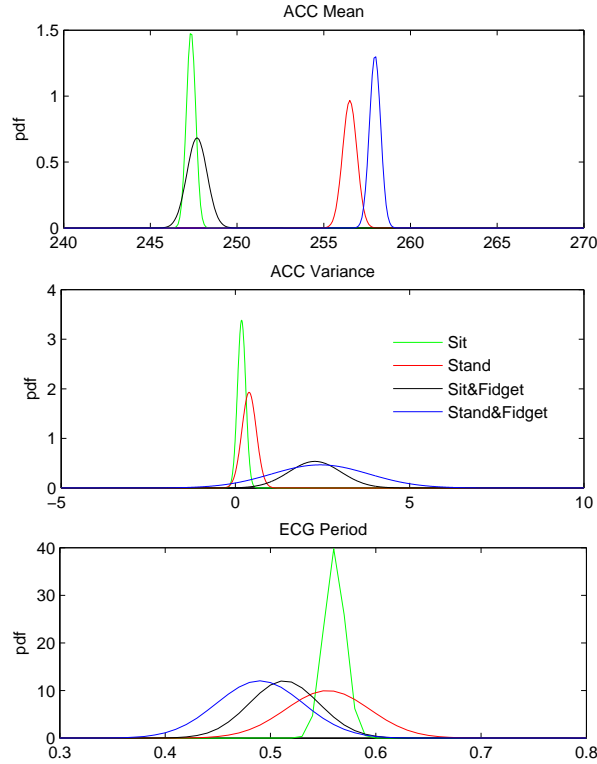 ACC Mean
1.5
1
0.5
0
pdf
240 245 250 255 260 265 270
ACC Variance
4
3
2
1
0
pdf
Sit
Stand
Sit&Fidget
Stand&Fidget
−5 0 5 10
ECG Period
40
30
20
10
0
pdf
0.3 0.4 0.5 0.6 0.7 0.8